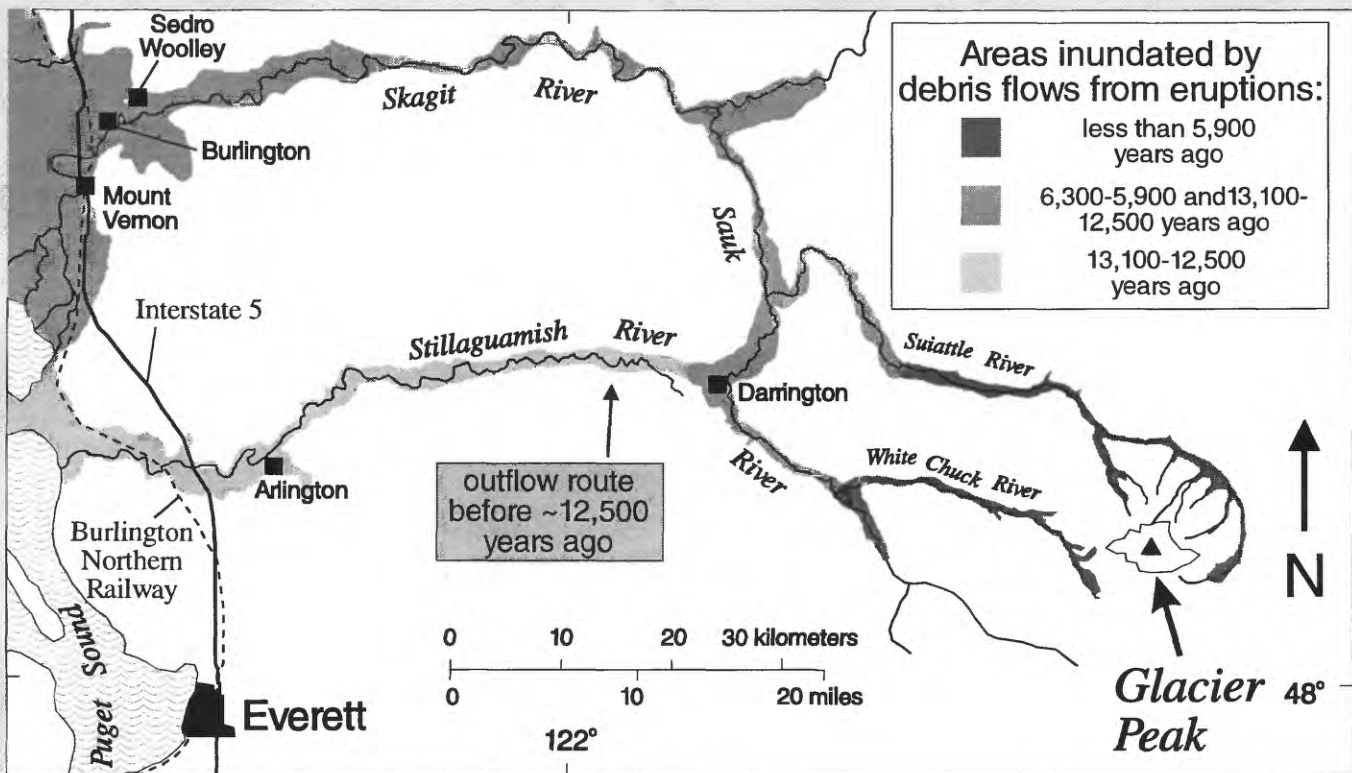 Sedro
Woolley
Skagit
River
Burlington
Mount
Vernon
Sauk
Interstate 5
Stillaguamish
River
Suiattle River
Darrington
River
White Chuck River
Arlington
outflow route
before ~12,500
years ago
Burlington
Northern
Railway
Puget Sound
Everett
0 10 20 30 kilometers
0 10 20 miles
122°
N
Glacier
Peak
48°
Areas inundated by
debris flows from eruptions:
less than 5,900
years ago
6,300-5,900 and13,100-
12,500 years ago
13,100-12,500
years ago